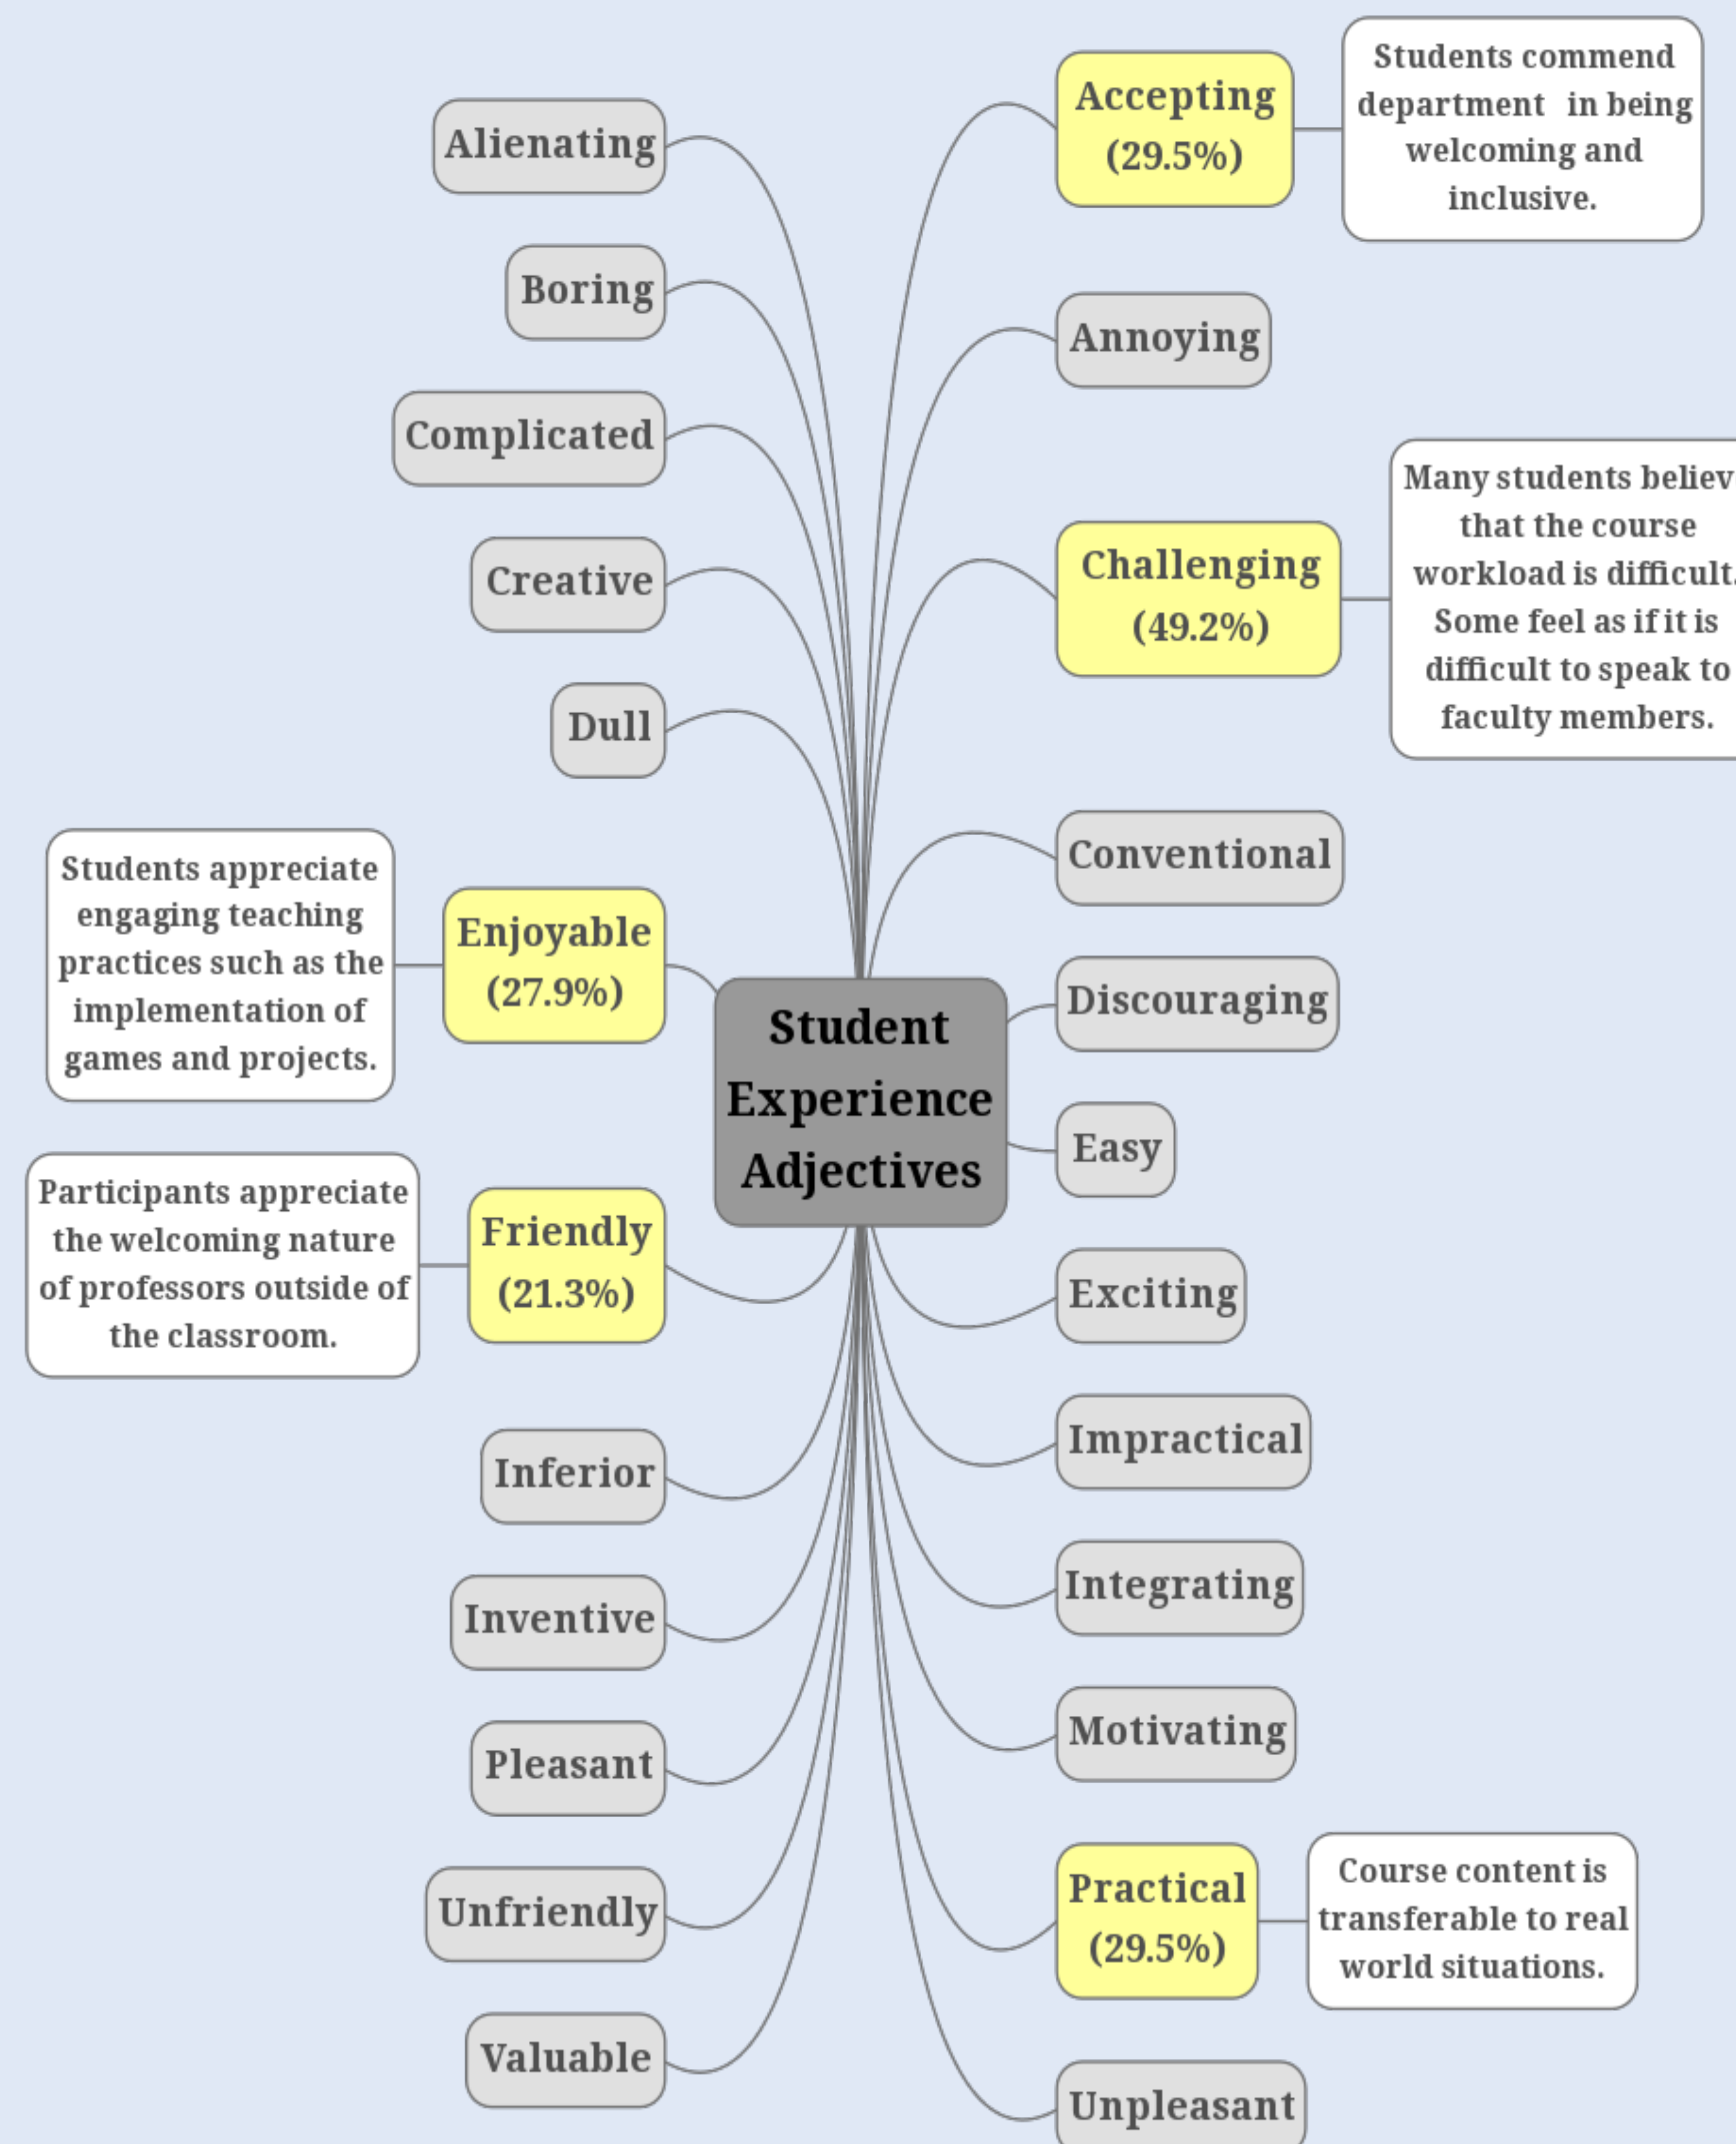 Alienating
Boring
Complicated
Creative
Dull
Students appreciate
engaging teaching
practices such as the
implementation of
games and projects.
Enjoyable
(27.9%)
Participants appreciate
the welcoming nature
of professors outside of
the classroom.
Friendly
(21.3%)
Inferior
Inventive
Pleasant
Unfriendly
Valuable
Student
Experience
Adjectives
Accepting
(29.5%)
Students commend
department in being
welcoming and
inclusive.
Annoying
Challenging
(49.2%)
Many students believ
that the course
workload is difficult.
Some feel as if it is
difficult to speak to
faculty members.
Conventional
Discouraging
Easy
Exciting
Impractical
Integrating
Motivating
Practical
(29.5%)
Course content is
transferable to real
world situations.
Unpleasant